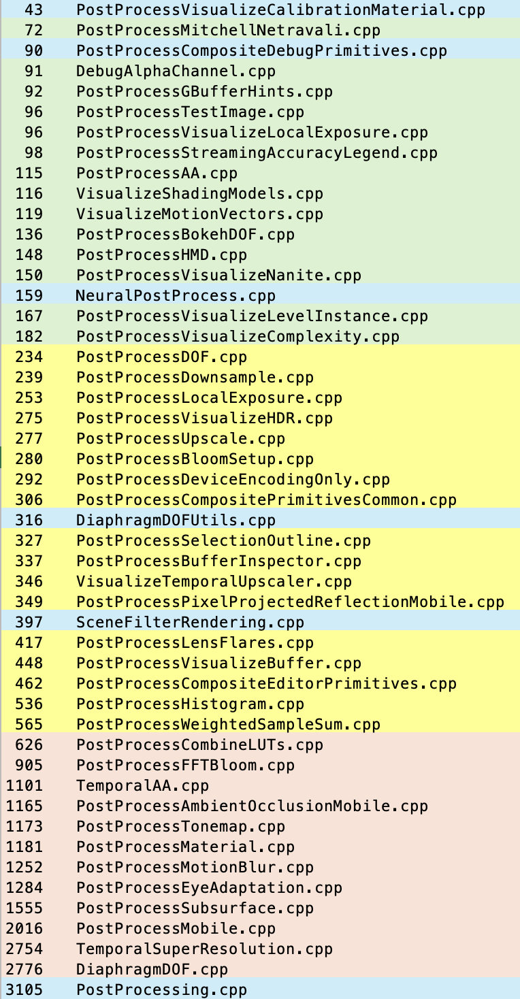 43 PostProcessVisualizeCalibrationMaterial.cpp
72 PostProcessMitchellNetravali.cpp
90 PostProcessCompositeDebugPrimitives.cpp
91 DebugAlphaChannel.cpp
92 PostProcessGBufferHints.cpp
96 PostProcessTestImage.cpp
96 PostProcessVisualizeLocalExposure.cpp
98 PostProcessStreamingAccuracyLegend.cpp
115 PostProcessAA.cpp
116 VisualizeShadingModels.cpp
119 VisualizeMotionVectors.cpp
136 PostProcessBokehDOF.cpp
148 PostProcessHMD.cpp
150 PostProcessVisualizeNanite.cpp
159 NeuralPostProcess.cpp
167 PostProcessVisualizeLevelInstance.cpp
182 PostProcessVisualizeComplexity.cpp
234 PostProcessDOF.cpp
239 PostProcessDownsample.cpp
253 PostProcessLocalExposure.cpp
275 PostProcessVisualizeHDR.cpp
277 PostProcessUpscale.cpp
280 PostProcessBloomSetup.cpp
292 PostProcessDeviceEncodingOnly.cpp
306 PostProcessCompositePrimitivesCommon.cpp
316 DiaphragmDOFUtils.cpp
327 PostProcessSelectionOutline.cpp
337 PostProcessBufferInspector.cpp
346 VisualizeTemporalUpscaler.cpp
349 PostProcessPixelProjectedReflectionMobile.cpp
397 SceneFilterRendering.cpp
417 PostProcessLensFlares.cpp
448 PostProcessVisualizeBuffer.cpp
462 PostProcessCompositeEditorPrimitives.cpp
536 PostProcessHistogram.cpp
565 PostProcessWeightedSampleSum.cpp
626 PostProcessCombineLUTs.cpp
905 PostProcessFFTBloom.cpp
1101 TemporalAA.cpp
1165 PostProcessAmbientOcclusionMobile.cpp
1173 PostProcessTonemap.cpp
1181 PostProcessMaterial.cpp
1252 PostProcessMotionBlur.cpp
1284 PostProcessEyeAdaptation.cpp
1555 PostProcessSubsurface.cpp
2016 PostProcessMobile.cpp
2754 TemporalSuperResolution.cpp
2776 DiaphragmDOF.cpp
3105 PostProcessing.cpp